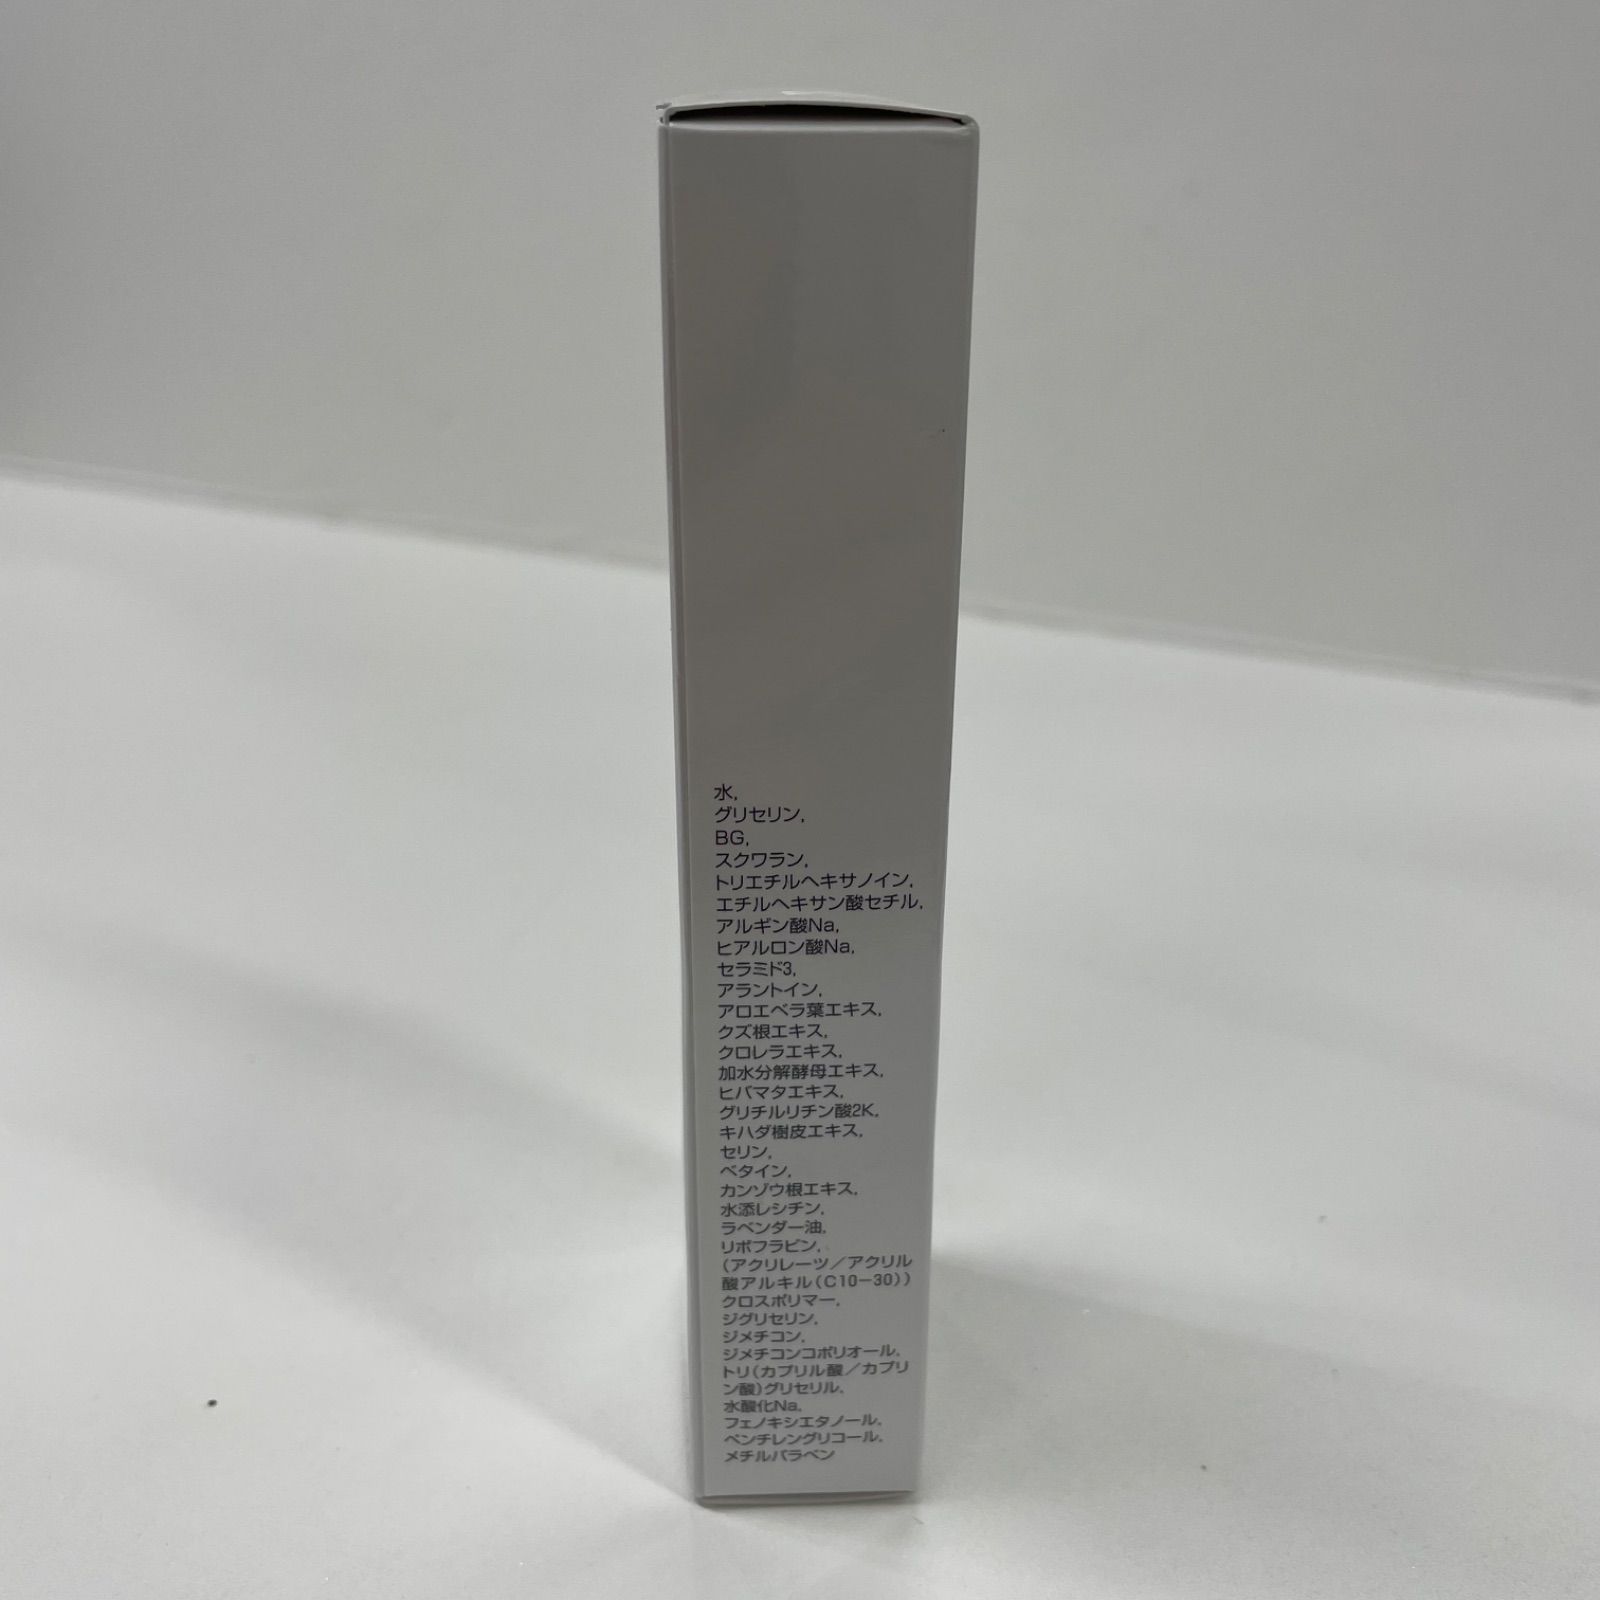 水,
グリセリン,
BG,
スクワラン,
トリエチルヘキサノイン,
エチルヘキサン酸セチル,
アルギン酸Na,
ヒアルロン酸Na,
セラミド3,
アラントイン,
アロエベラ葉エキス,
クズ根エキス,
クロレラエキス,
加水分解酵母エキス,
ヒバマタエキス,
グリチルリチン酸2K,
キハダ樹皮エキス,
セリン,
ベタイン,
カンゾウ根エキス,
水添レシチン,
ラベンダー油,
リボフラビン,
(アクリレーツ／アクリル
酸アルキル(C10－30))
クロスポリマー,
ジグリセリン,
ジメチコン,
ジメチコンコポリオール,
トリ(カプリル酸／カプリ
ン酸)グリセリル,
水酸化Na,
フェノキシエタノール,
ペンチレングリコール,
メチルパラベン